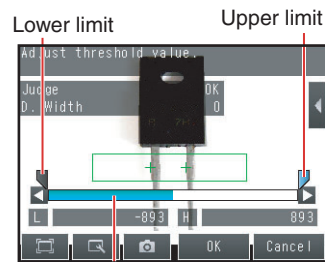 Lower limit
Upper limit
Adjust threshold value.
Judge OK
D. Width 0
L -893 H 893
OK Cancel